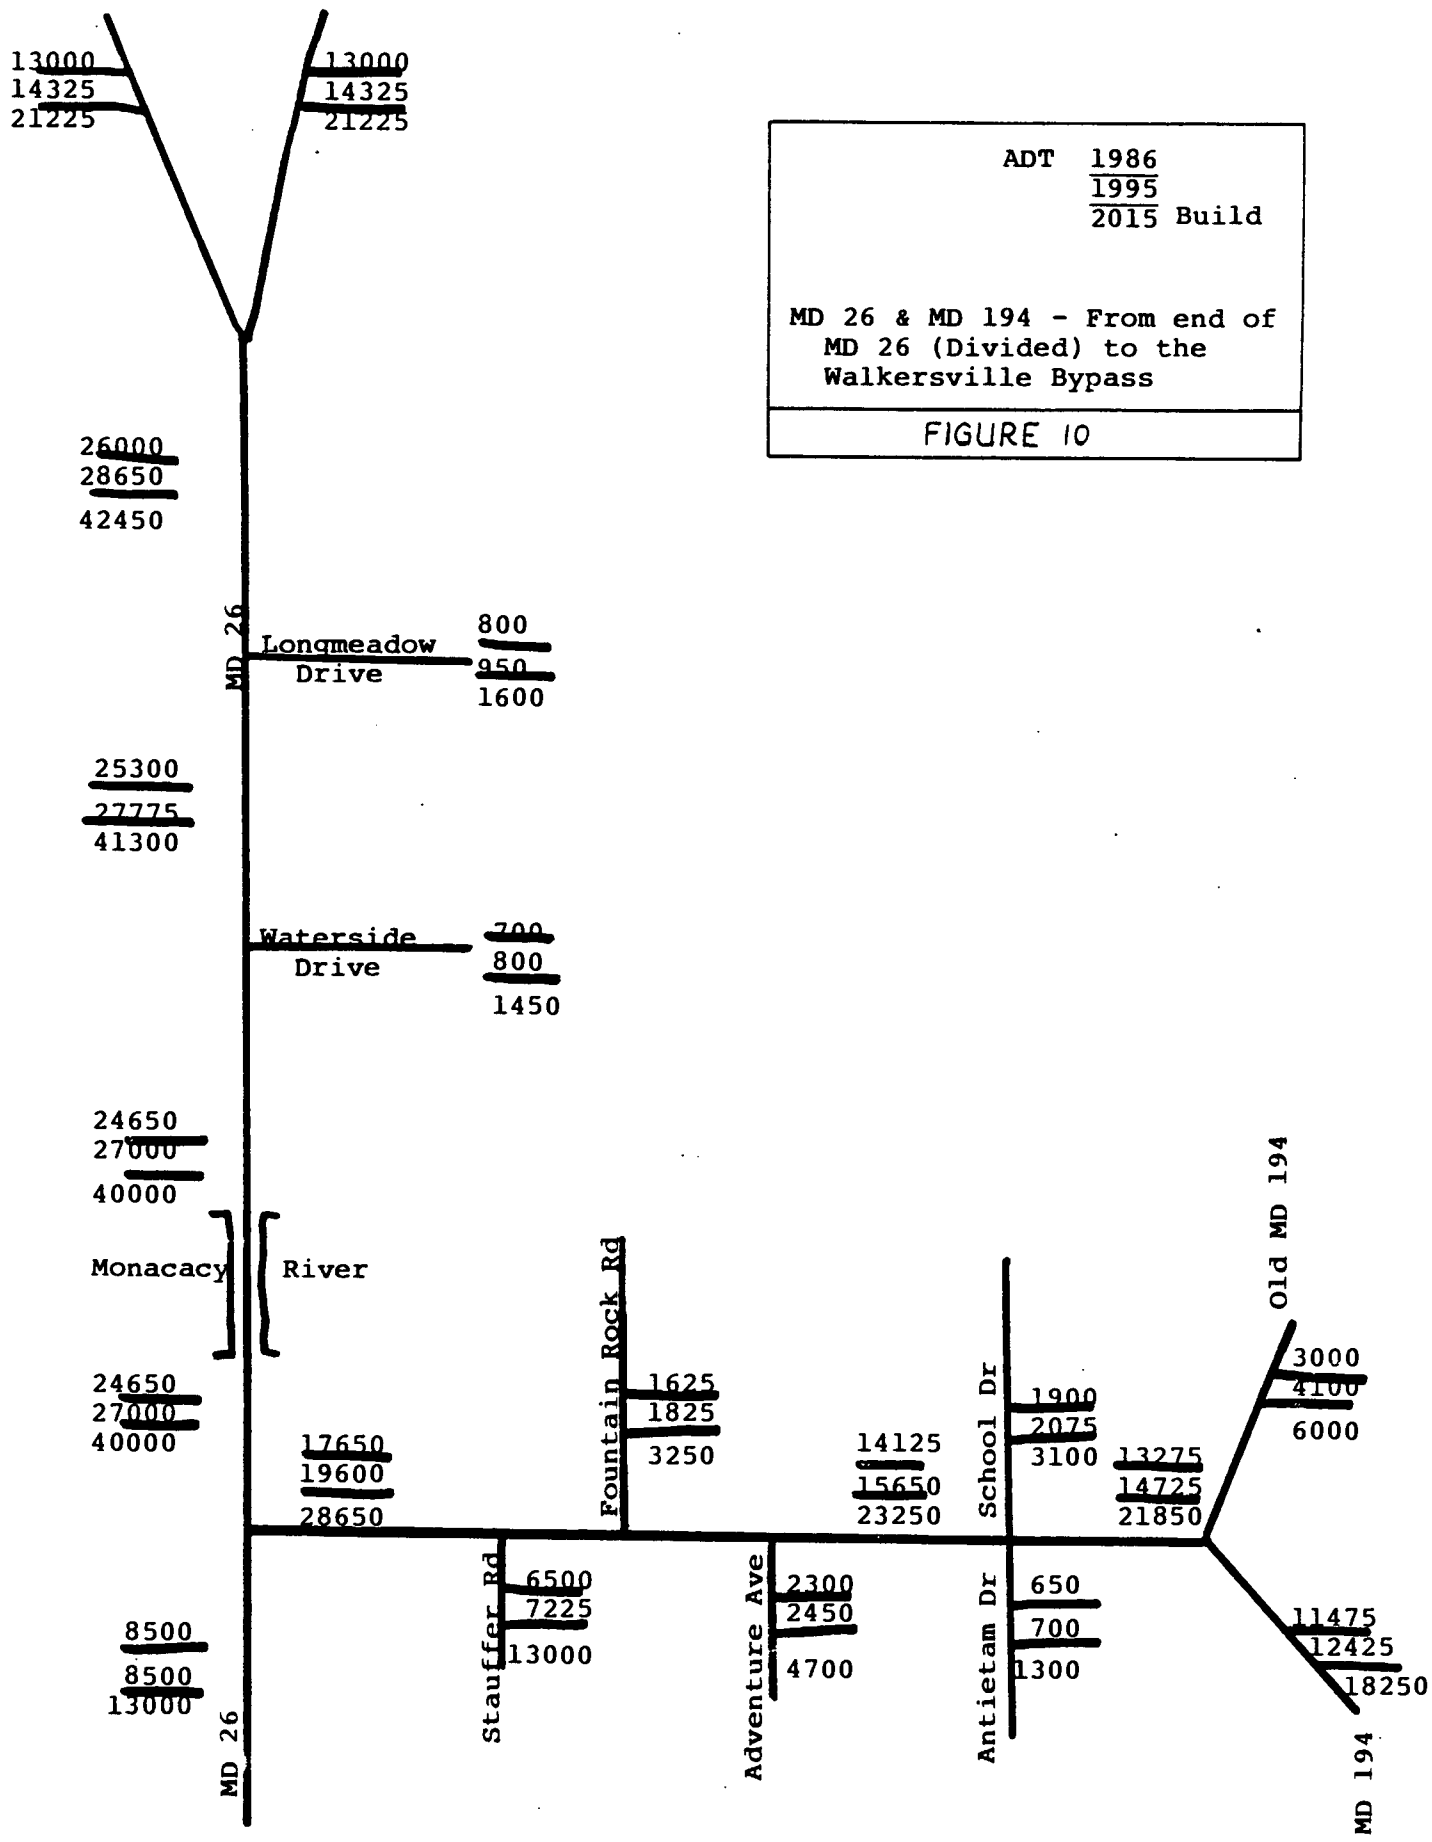 13000
14325
21225
13000
14325
21225
ADT 1986
1995
2015 Build
MD 26 & MD 194 - From end of
MD 26 (Divided) to the
Walkersville Bypass
FIGURE 10
26000
28650
42450
MD 26
Longmeadow
Drive
800
950
1600
25300
27775
41300
Waterside
Drive
700
800
1450
24650
27000
40000
Monacacy
River
24650
27000
40000
17650
19600
28650
Fountain Rock Rd
1625
1825
3250
14125
15650
23250
School Dr
1900
2075
3100
13275
14725
21850
Old MD 194
3000
4100
6000
8500
8500
13000
MD 26
Stauffer Rd
6500
7225
13000
Adventure Ave
2300
2450
4700
Antietam Dr
650
700
1300
11475
12425
18250
MD 194